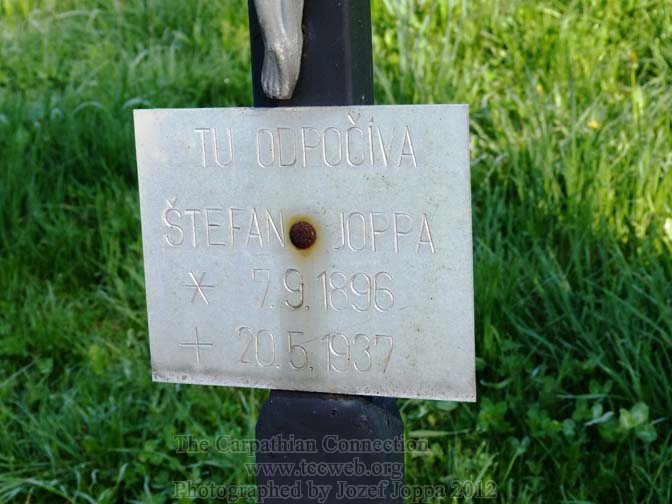 TU ODPOČÍVA
ŠTEFAN JOPPA
* 7.9.1896
+ 20.5.1937
The Carpathian Connection
www.tccweb.org
Photographed by Jozef Joppa 2012